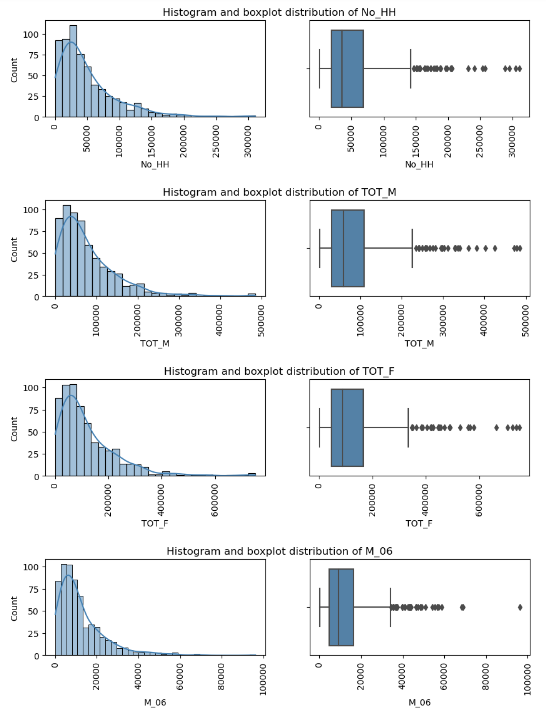 Histogram and boxplot distribution of No_HH
Count
100
75
50
25
0
0 50000 100000 150000 200000 250000 300000
No_HH
0 50000 100000 150000 200000 250000 300000
No_HH
Histogram and boxplot distribution of TOT_M
Count
100
75
50
25
0
0 100000 200000 300000 400000 500000
TOT_M
0 100000 200000 300000 400000 500000
TOT_M
Histogram and boxplot distribution of TOT_F
Count
100
75
50
25
0
0 200000 400000 600000
TOT_F
0 200000 400000 600000
TOT_F
Histogram and boxplot distribution of M_06
Count
100
75
50
25
0
0 20000 40000 60000 80000 100000
M_06
0 20000 40000 60000 80000 100000
M_06